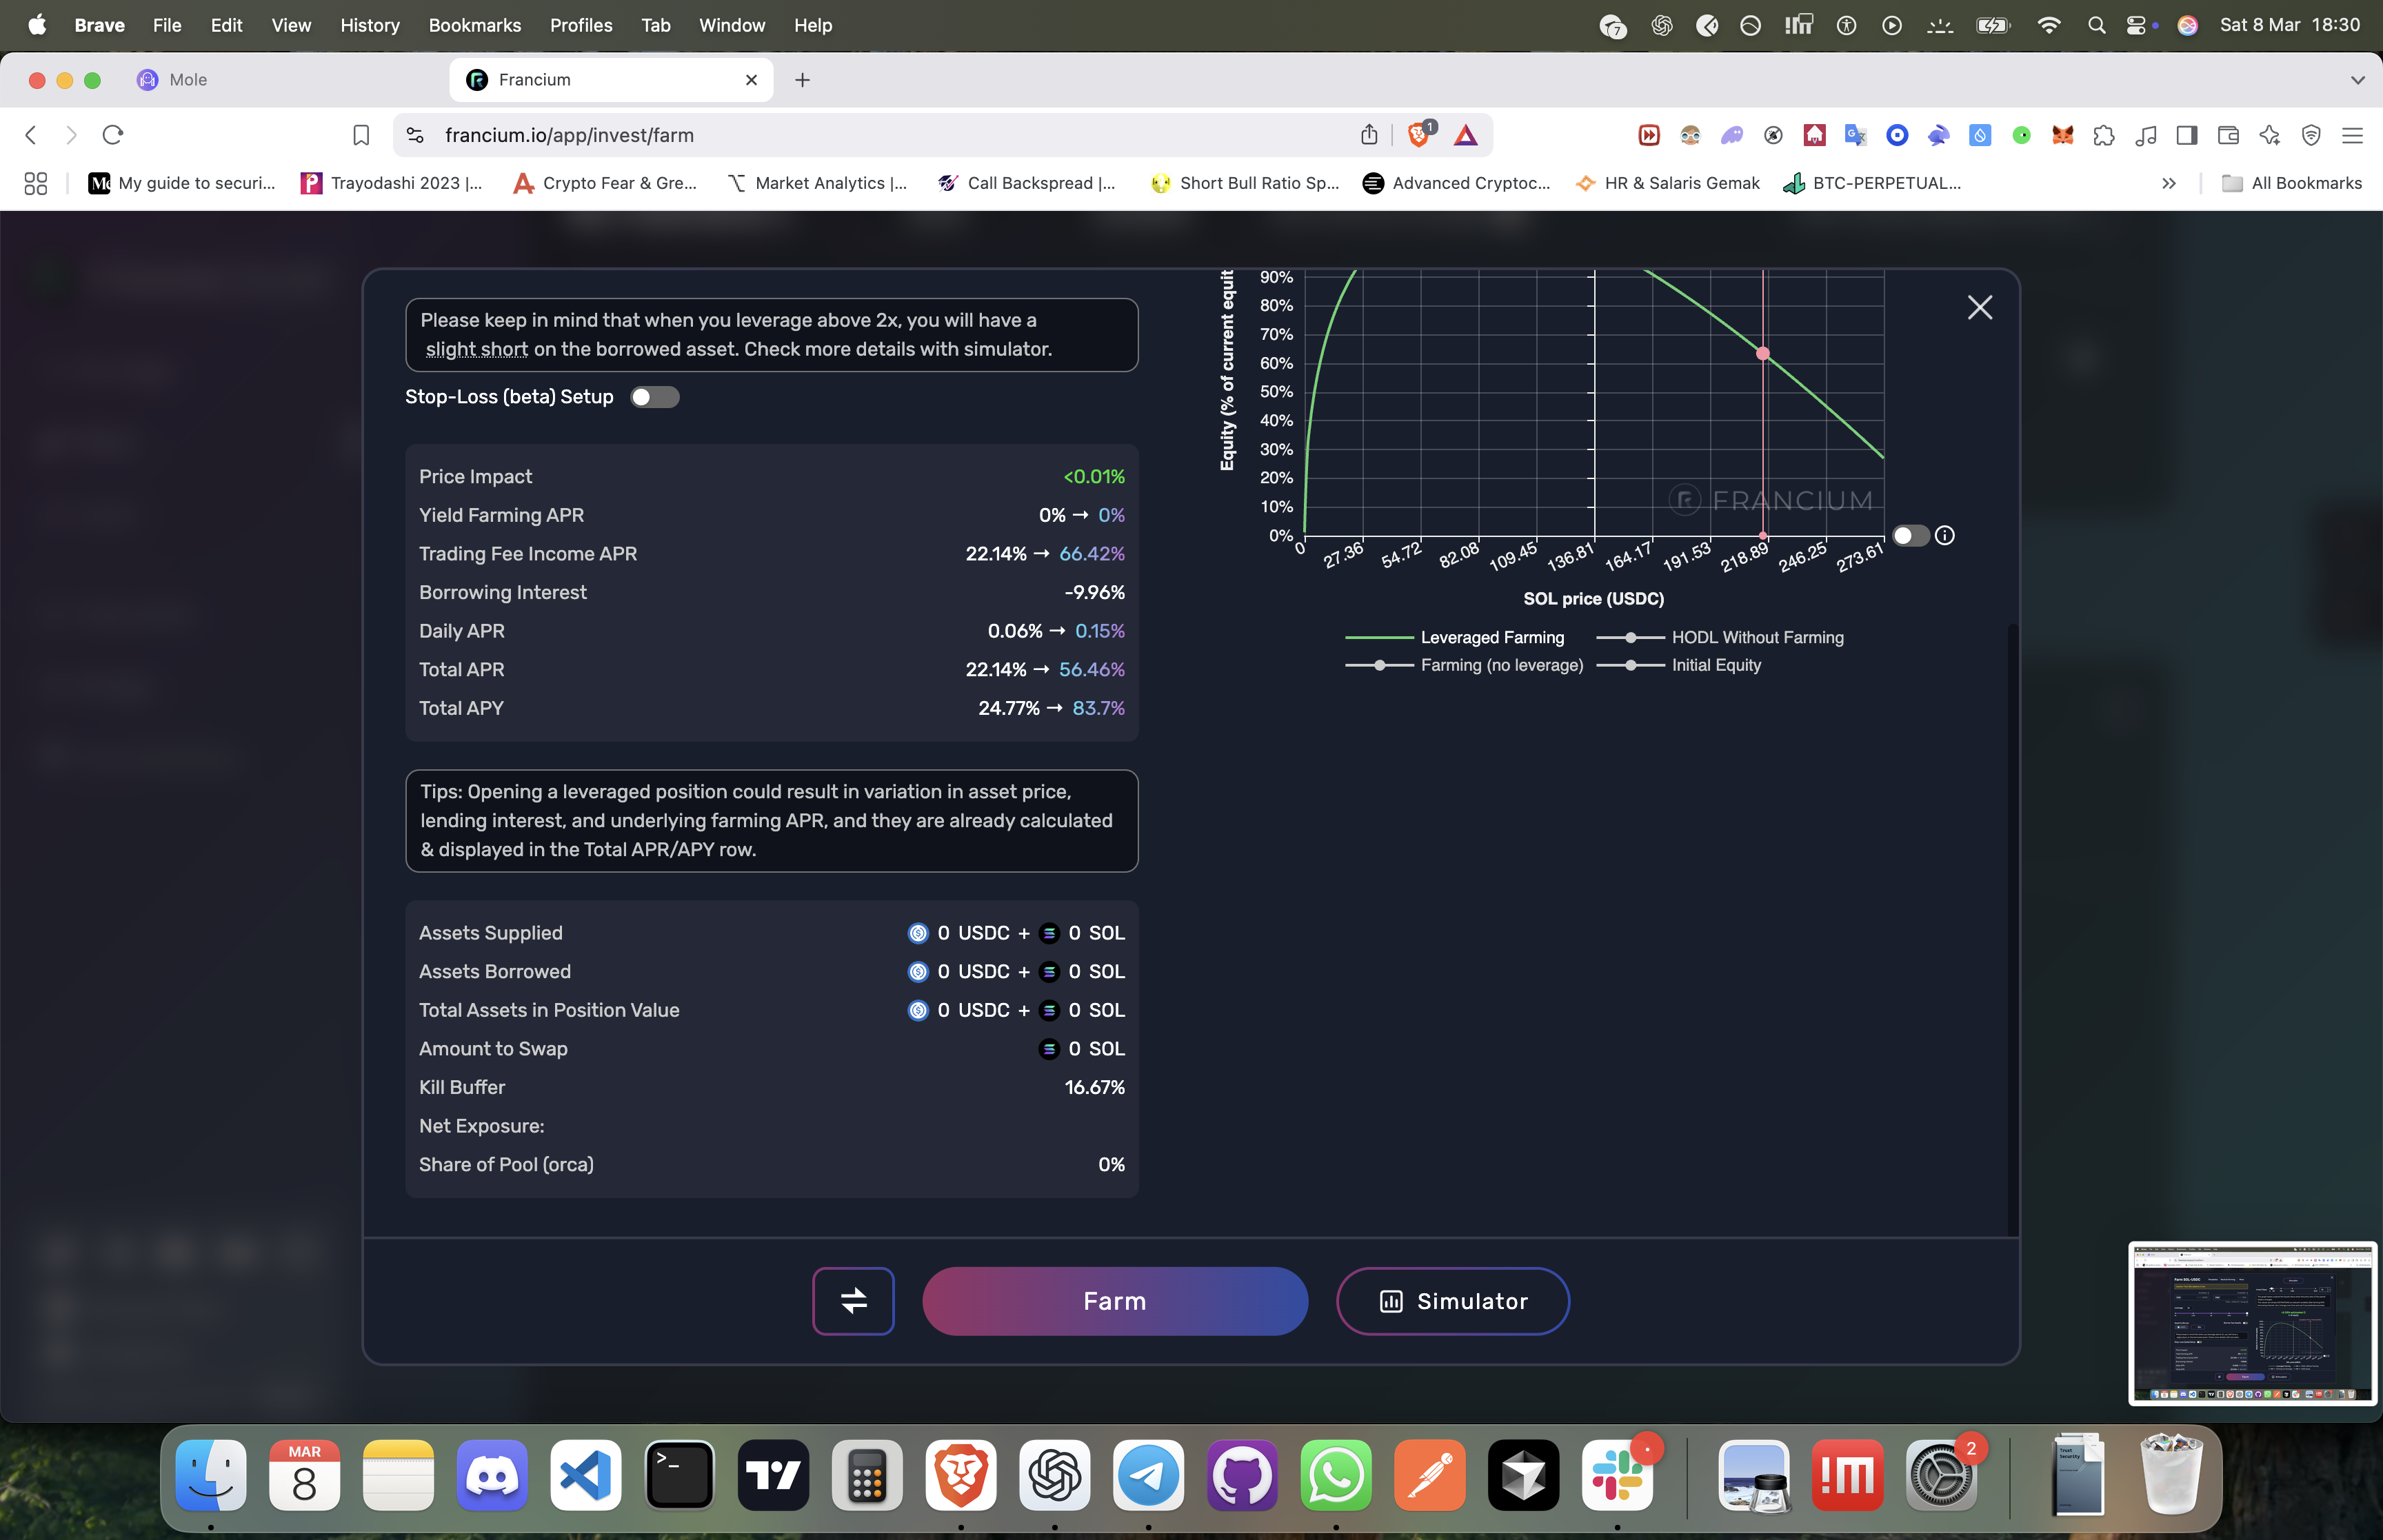 Brave File Edit View History Bookmarks Profiles Tab Window Help
7
Sat 8 Mar 18:30
Mole
Francium
francium.io/app/invest/farm
1
My guide to securi...
Trayodashi 2023 |...
Crypto Fear & Gre...
Market Analytics |...
Call Backspread |...
Short Bull Ratio Sp...
Advanced Cryptoc...
HR & Salaris Gemak
BTC-PERPETUAL...
All Bookmarks
Please keep in mind that when you leverage above 2x, you will have a
slight short on the borrowed asset. Check more details with simulator.
Stop-Loss (beta) Setup
Price Impact <0.01%
Yield Farming APR 0% → 0%
Trading Fee Income APR 22.14% → 66.42%
Borrowing Interest -9.96%
Daily APR 0.06% → 0.15%
Total APR 22.14% → 56.46%
Total APY 24.77% → 83.7%
Tips: Opening a leveraged position could result in variation in asset price,
lending interest, and underlying farming APR, and they are already calculated
& displayed in the Total APR/APY row.
Assets Supplied 0 USDC + 0 SOL
Assets Borrowed 0 USDC + 0 SOL
Total Assets in Position Value 0 USDC + 0 SOL
Amount to Swap 0 SOL
Kill Buffer 16.67%
Net Exposure:
Share of Pool (orca) 0%
Equity (% of current equit
90%
80%
70%
60%
50%
40%
30%
20%
10%
0%
FRANCIUM
0 27.36 54.72 82.08 109.45 136.81 164.17 191.53 218.89 246.25 273.61
SOL price (USDC)
Leveraged Farming HODL Without Farming
Farming (no leverage) Initial Equity
Farm
Simulator
MAR
8
2